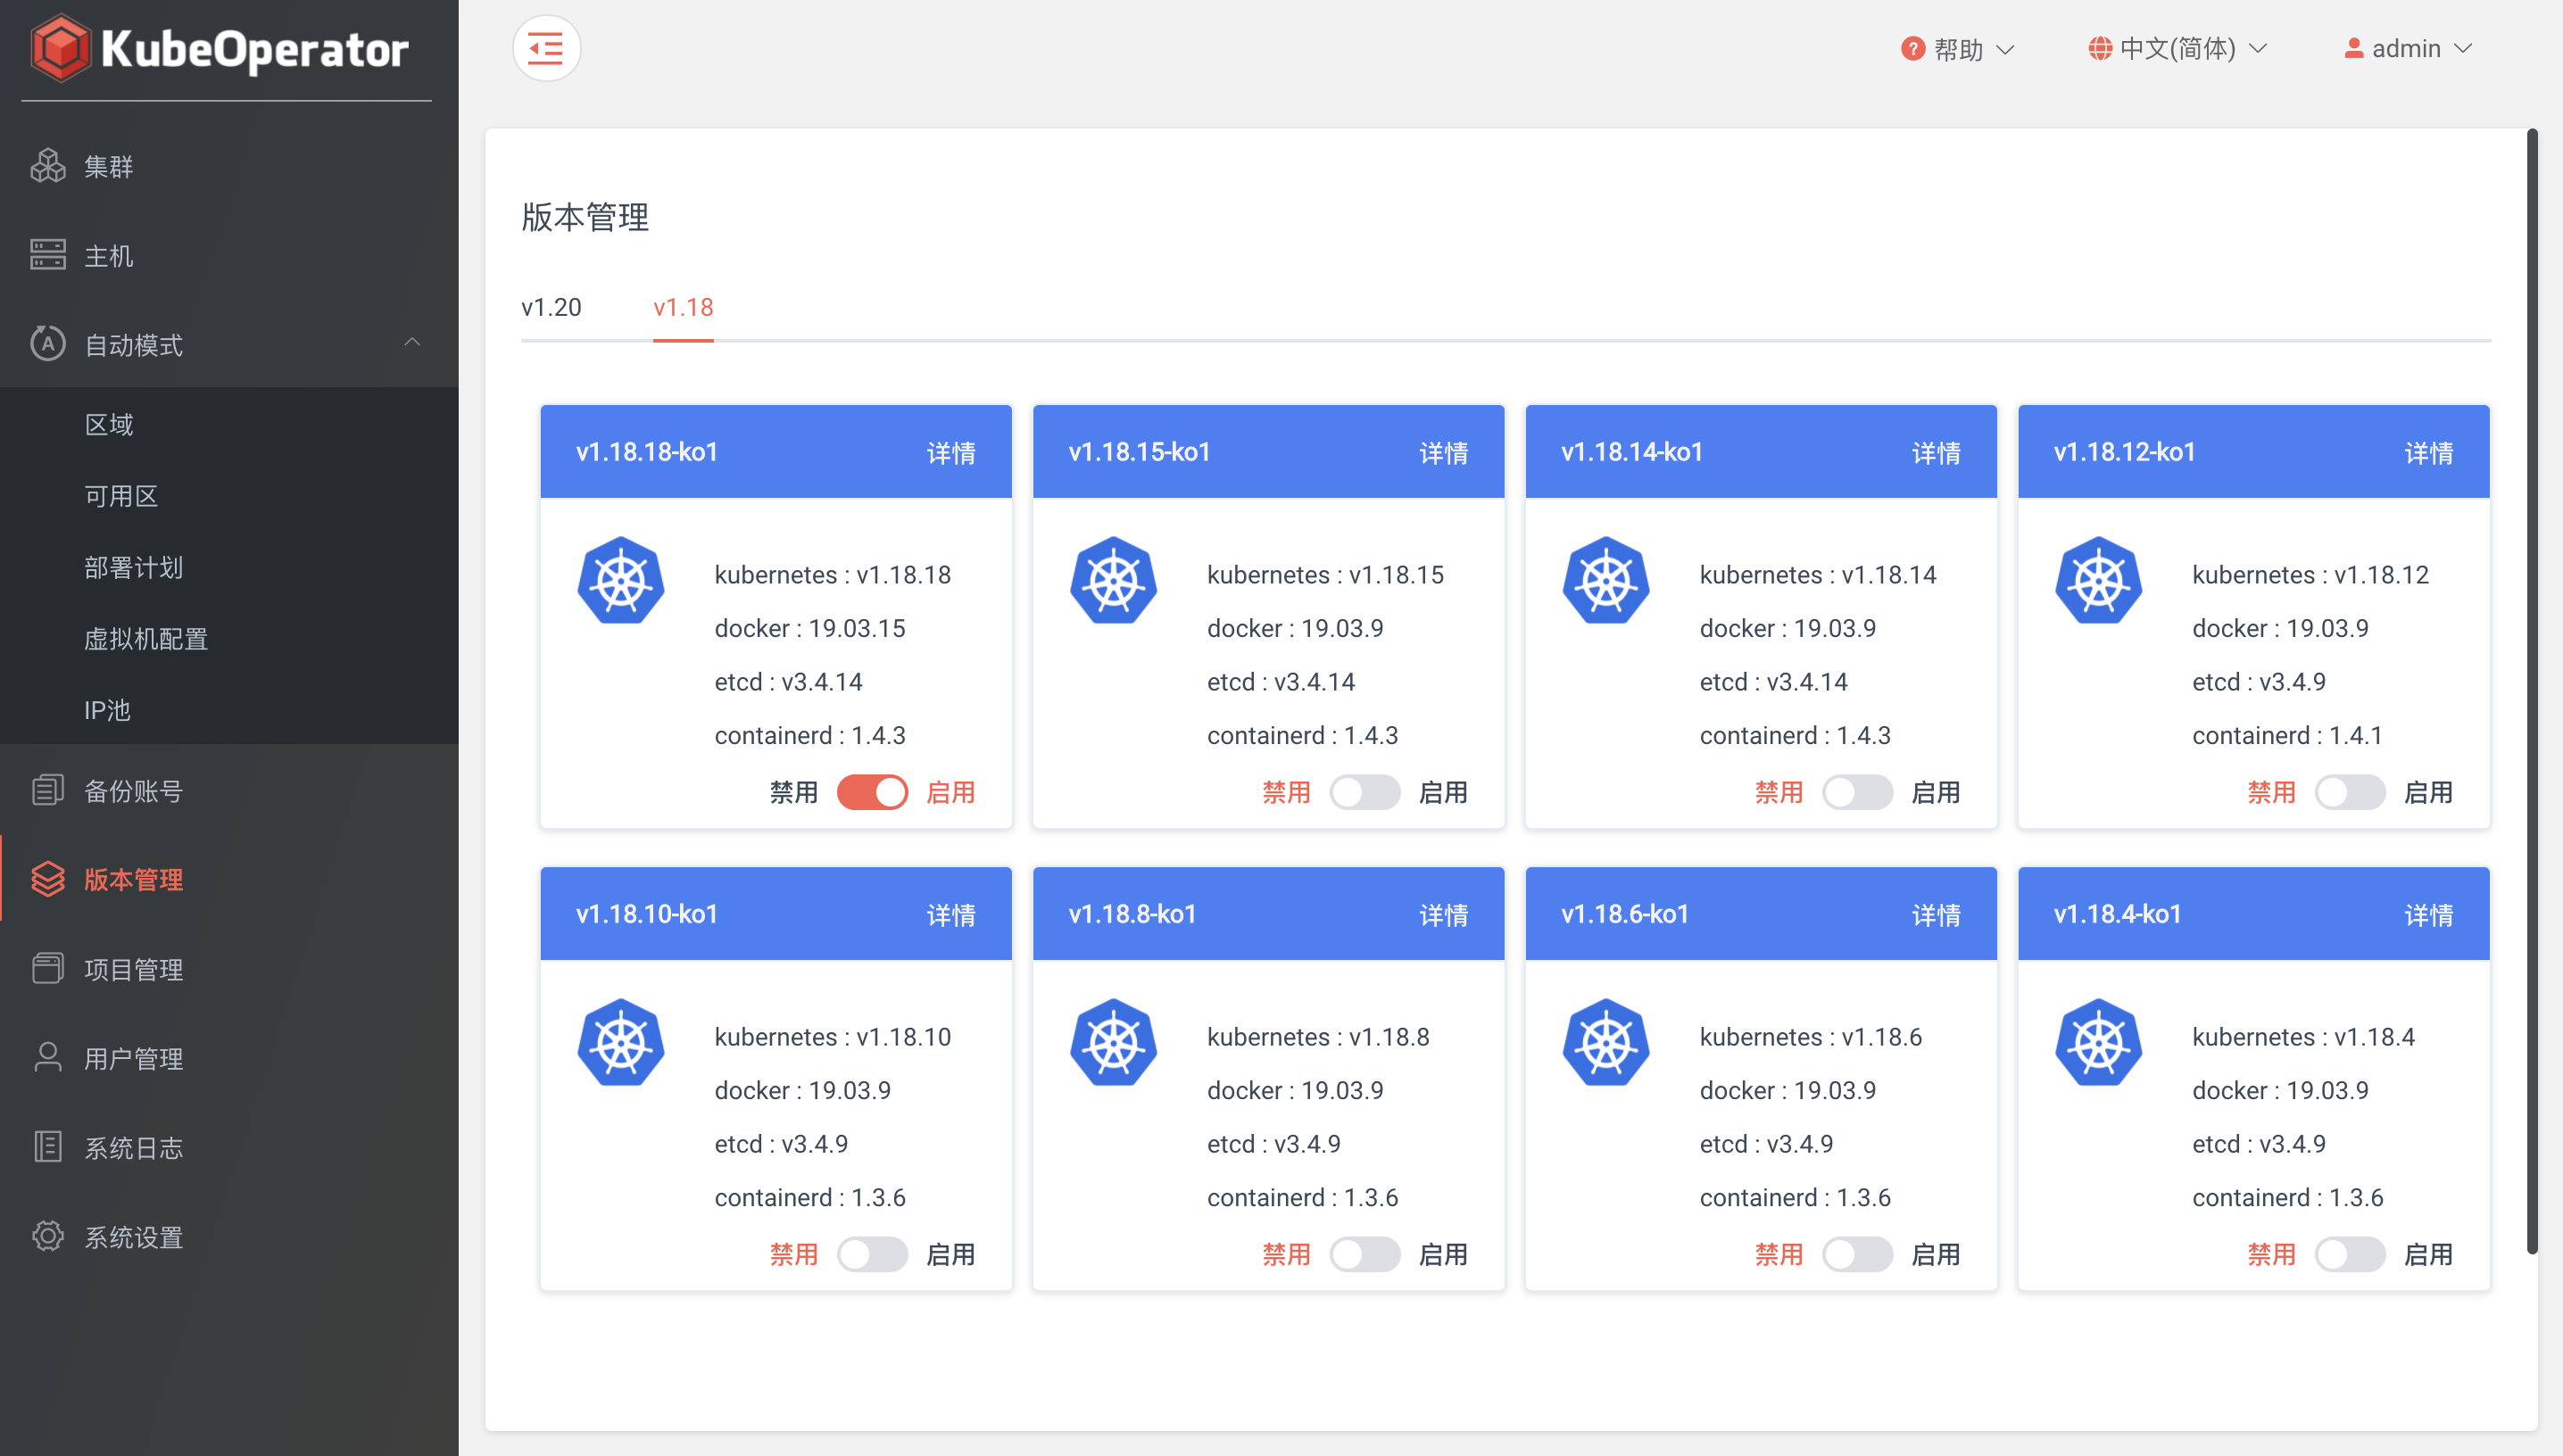 KubeOperator
帮助
中文(简体)
admin
集群
主机
自动模式
区域
可用区
部署计划
虚拟机配置
IP池
备份账号
版本管理
项目管理
用户管理
系统日志
系统设置
版本管理
v1.20 v1.18
v1.18.18-ko1 详情
kubernetes : v1.18.18
docker : 19.03.15
etcd : v3.4.14
containerd : 1.4.3
禁用 启用
v1.18.15-ko1 详情
kubernetes : v1.18.15
docker : 19.03.9
etcd : v3.4.14
containerd : 1.4.3
禁用 启用
v1.18.14-ko1 详情
kubernetes : v1.18.14
docker : 19.03.9
etcd : v3.4.14
containerd : 1.4.3
禁用 启用
v1.18.12-ko1 详情
kubernetes : v1.18.12
docker : 19.03.9
etcd : v3.4.9
containerd : 1.4.1
禁用 启用
v1.18.10-ko1 详情
kubernetes : v1.18.10
docker : 19.03.9
etcd : v3.4.9
containerd : 1.3.6
禁用 启用
v1.18.8-ko1 详情
kubernetes : v1.18.8
docker : 19.03.9
etcd : v3.4.9
containerd : 1.3.6
禁用 启用
v1.18.6-ko1 详情
kubernetes : v1.18.6
docker : 19.03.9
etcd : v3.4.9
containerd : 1.3.6
禁用 启用
v1.18.4-ko1 详情
kubernetes : v1.18.4
docker : 19.03.9
etcd : v3.4.9
containerd : 1.3.6
禁用 启用